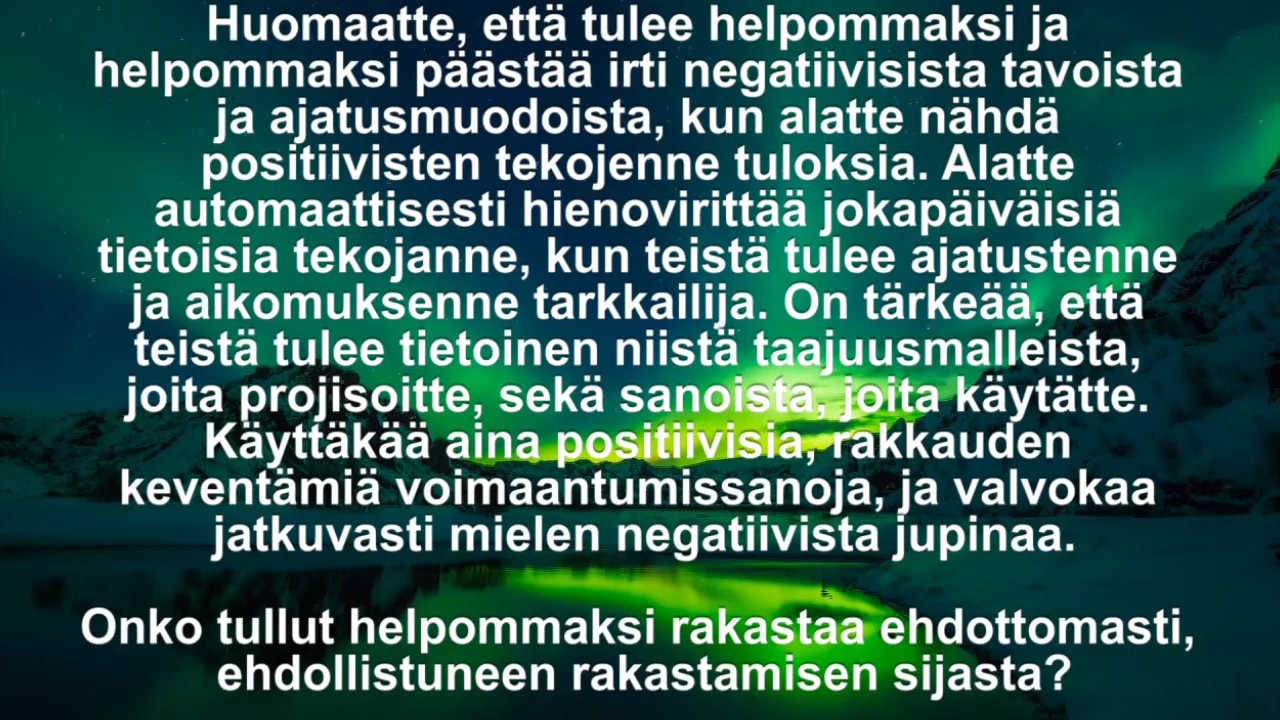 Huomaatte, että tulee helpommaksi ja
helpommaksi päästää irti negatiivisista tavoista
ja ajatusmuodoista, kun alatte nähdä
positiivisten tekojenne tuloksia. Alatte
automaattisesti hienovirittää jokapäiväisiä
tietoisia tekojanne, kun teistä tulee ajatustenne
ja aikomuksenne tarkkailija. On tärkeää, että
teistä tulee tietoinen niistä taajuusmalleista,
joita projisoitte, sekä sanoista, joita käytätte.
Käyttäkää aina positiivisia, rakkauden
keventämiä voimaantumissanoja, ja valvokaa
jatkuvasti mielen negatiivista jupinaa.
Onko tullut helpommaksi rakastaa ehdottomasti,
ehdollistuneen rakastamisen sijasta?